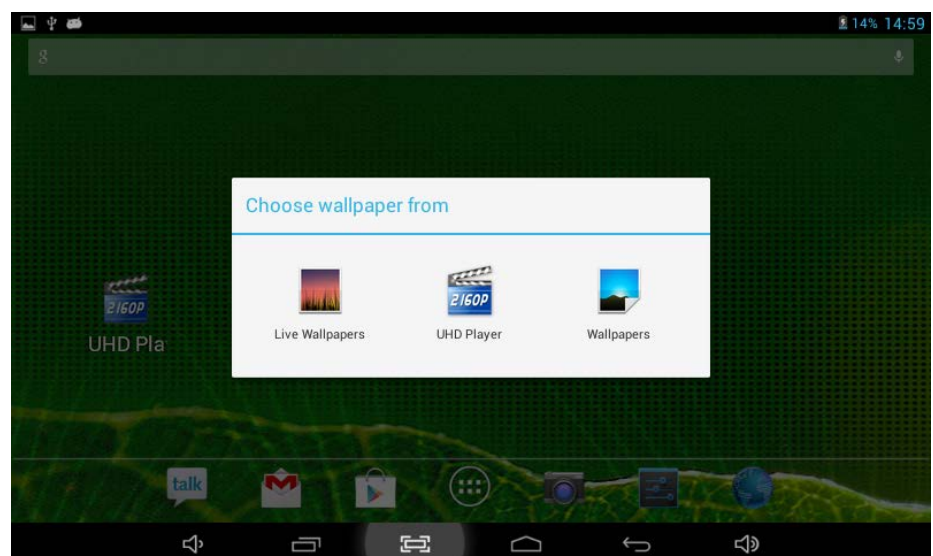 14% 14:59
g
Choose wallpaper from
2160P
Live Wallpapers
UHD Player
Wallpapers
2160P
UHD Pla
talk